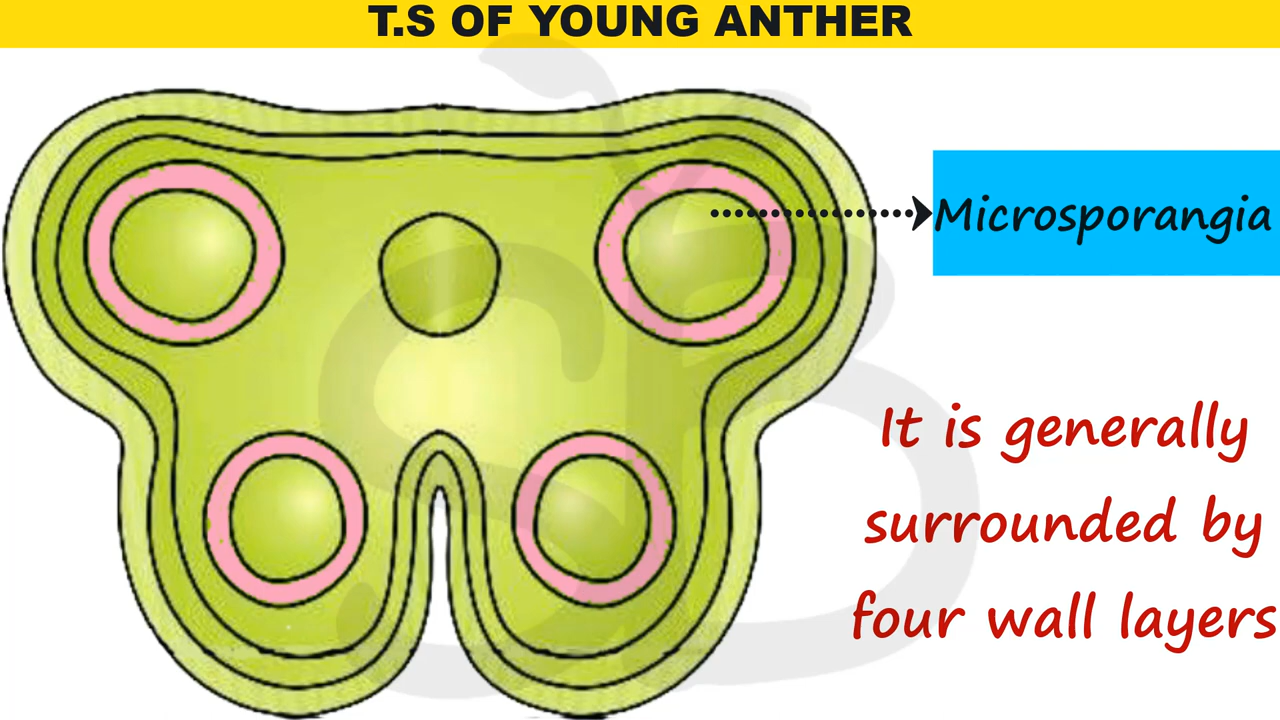 T.S OF YOUNG ANTHER
Microsporangia
It is generally
surrounded by
four wall layers